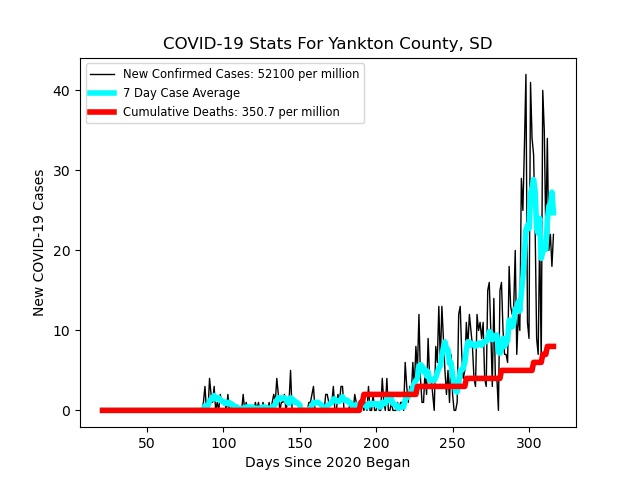 COVID-19 Stats For Yankton County, SD
New Confirmed Cases: 52100 per million
7 Day Case Average
Cumulative Deaths: 350.7 per million
New COVID-19 Cases
40
30
20
10
0
50 100 150 200 250 300
Days Since 2020 Began